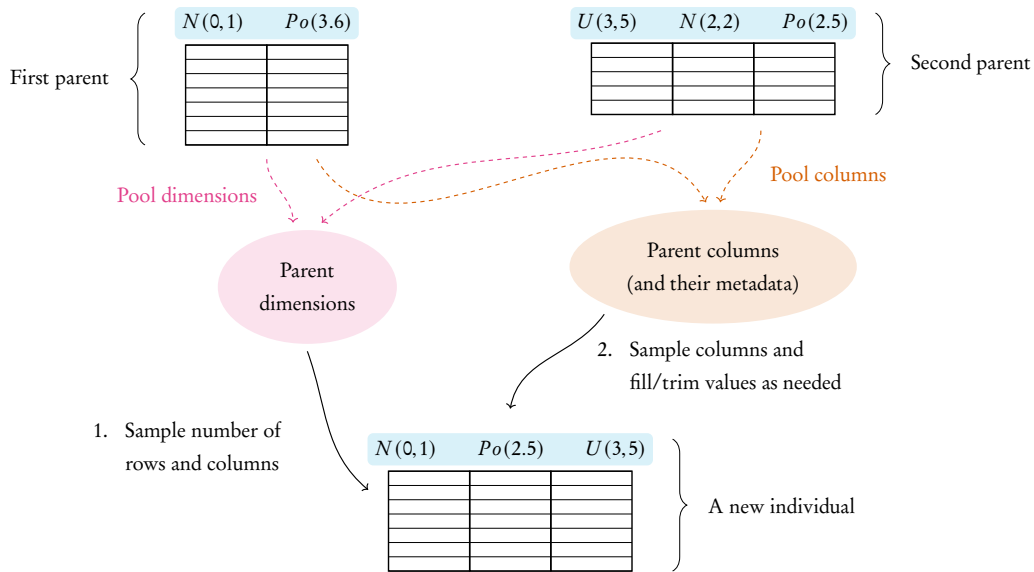 N(0,1) Po(3.6)
U(3,5) N(2,2) Po(2.5)
First parent
Second parent
Pool dimensions
Pool columns
Parent
dimensions
Parent columns
(and their metadata)
2. Sample columns and
fill/trim values as needed
1. Sample number of
rows and columns
N(0,1) Po(2.5) U(3,5)
A new individual